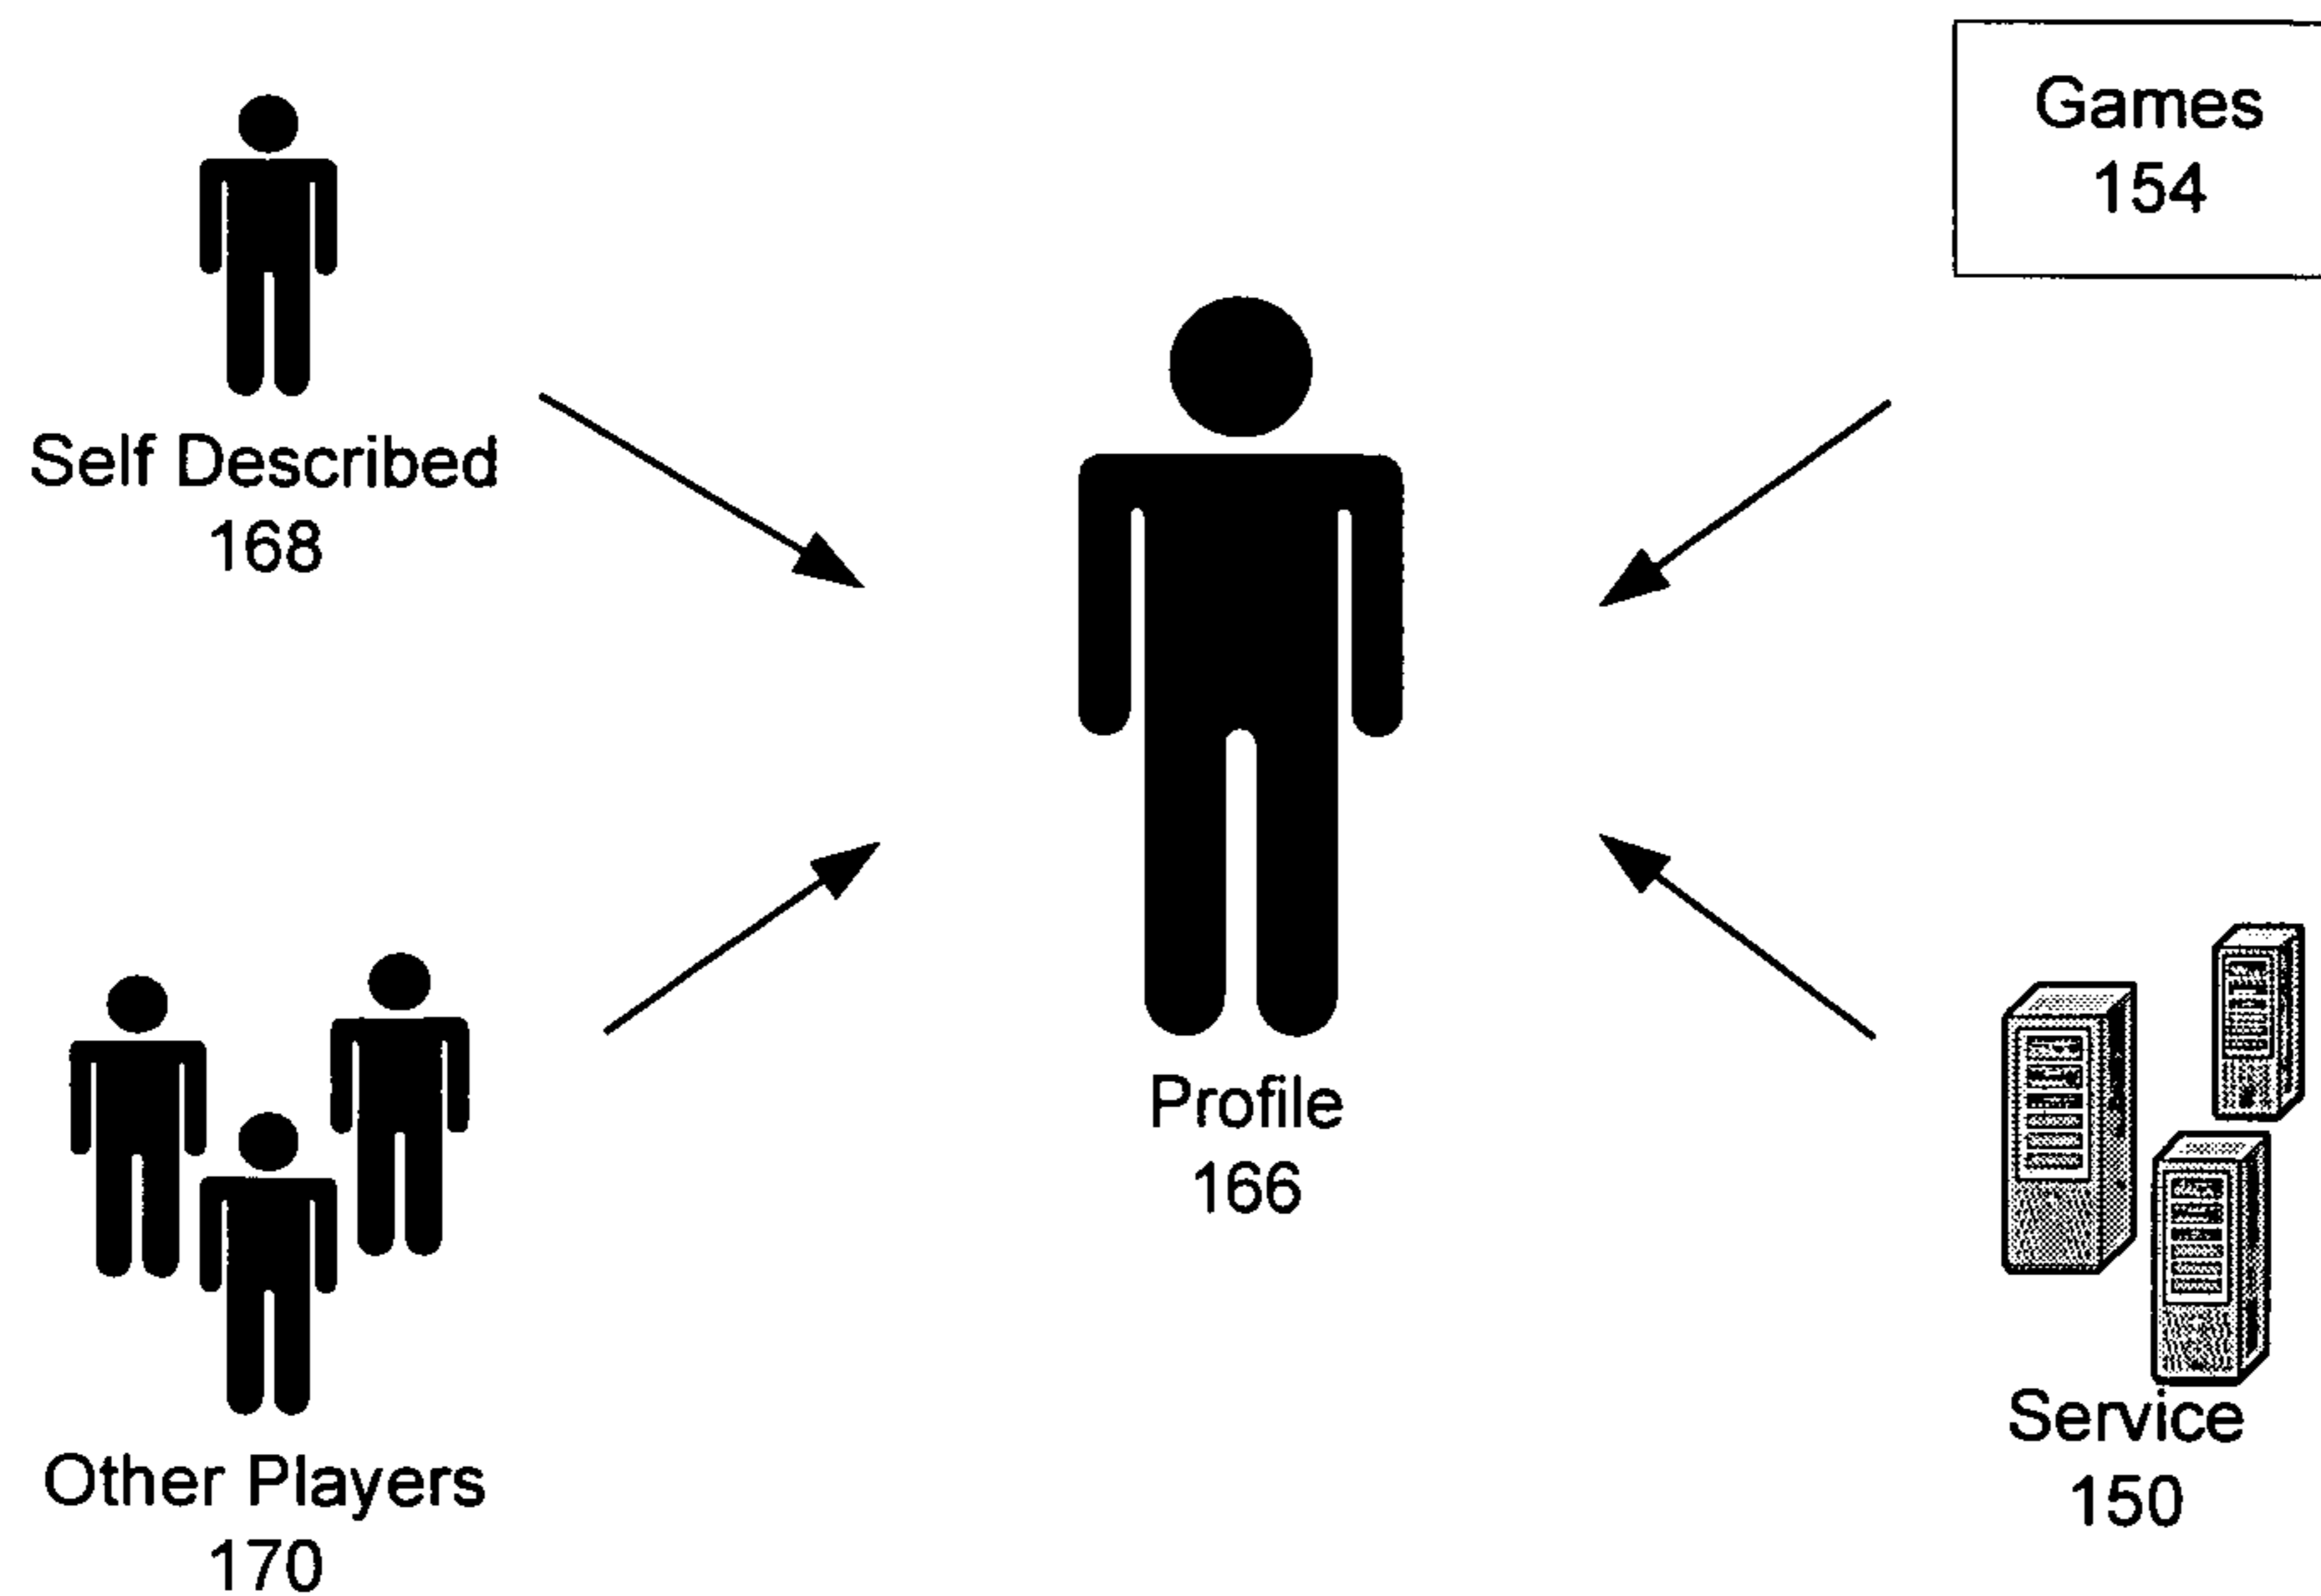 Games
154
Self Described
168
Profile
166
Other Players
170
Service
150